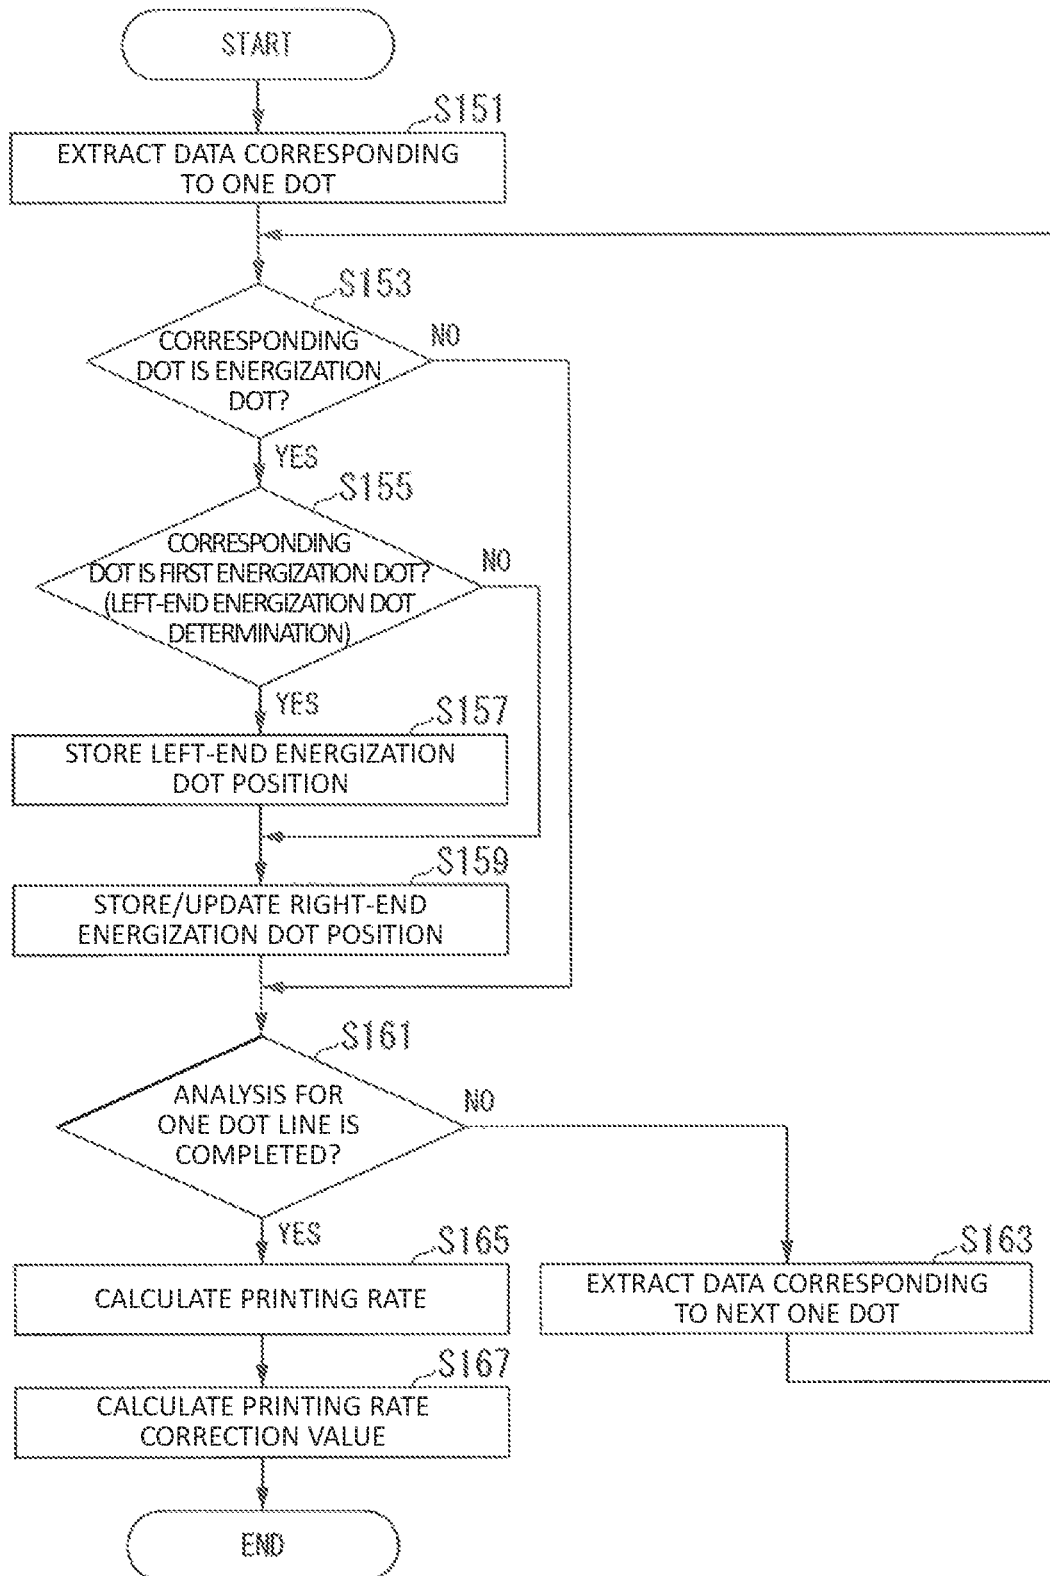 START
S151
EXTRACT DATA CORRESPONDING
TO ONE DOT
S153
CORRESPONDING
DOT IS ENERGIZATION
DOT?
NO
YES
S155
CORRESPONDING
DOT IS FIRST ENERGIZATION DOT?
(LEFT-END ENERGIZATION DOT
DETERMINATION)
NO
YES
S157
STORE LEFT-END ENERGIZATION
DOT POSITION
S159
STORE/UPDATE RIGHT-END
ENERGIZATION DOT POSITION
S161
ANALYSIS FOR
ONE DOT LINE IS
COMPLETED?
NO
YES
S165
CALCULATE PRINTING RATE
S163
EXTRACT DATA CORRESPONDING
TO NEXT ONE DOT
S167
CALCULATE PRINTING RATE
CORRECTION VALUE
END